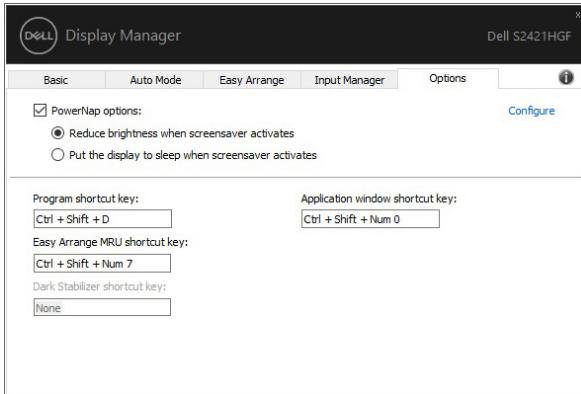 DELL Display Manager
Dell S2421HGF
Basic Auto Mode Easy Arrange Input Manager Options
PowerNap options:
Configure
Reduce brightness when screensaver activates
Put the display to sleep when screensaver activates
Program shortcut key:
Application window shortcut key:
Ctrl + Shift + D
Ctrl + Shift + Num 0
Easy Arrange MRU shortcut key:
Ctrl + Shift + Num 7
Dark Stabilizer shortcut key:
None